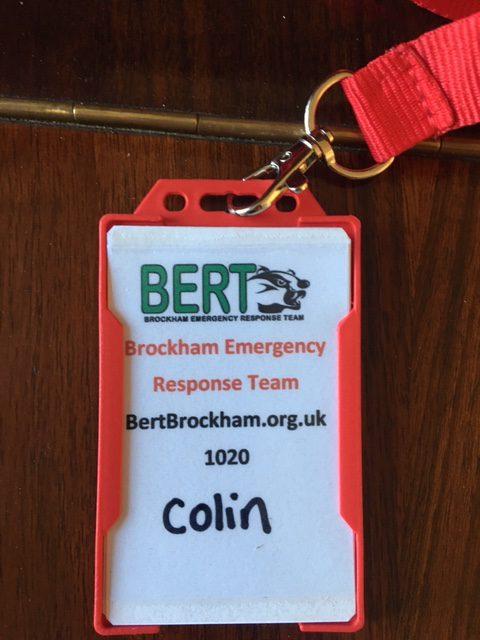 BERT
BROCKHAM EMERGENCY RESPONSE TEAM
Brockham Emergency
Response Team
BertBrockham.org.uk
1020
Colin